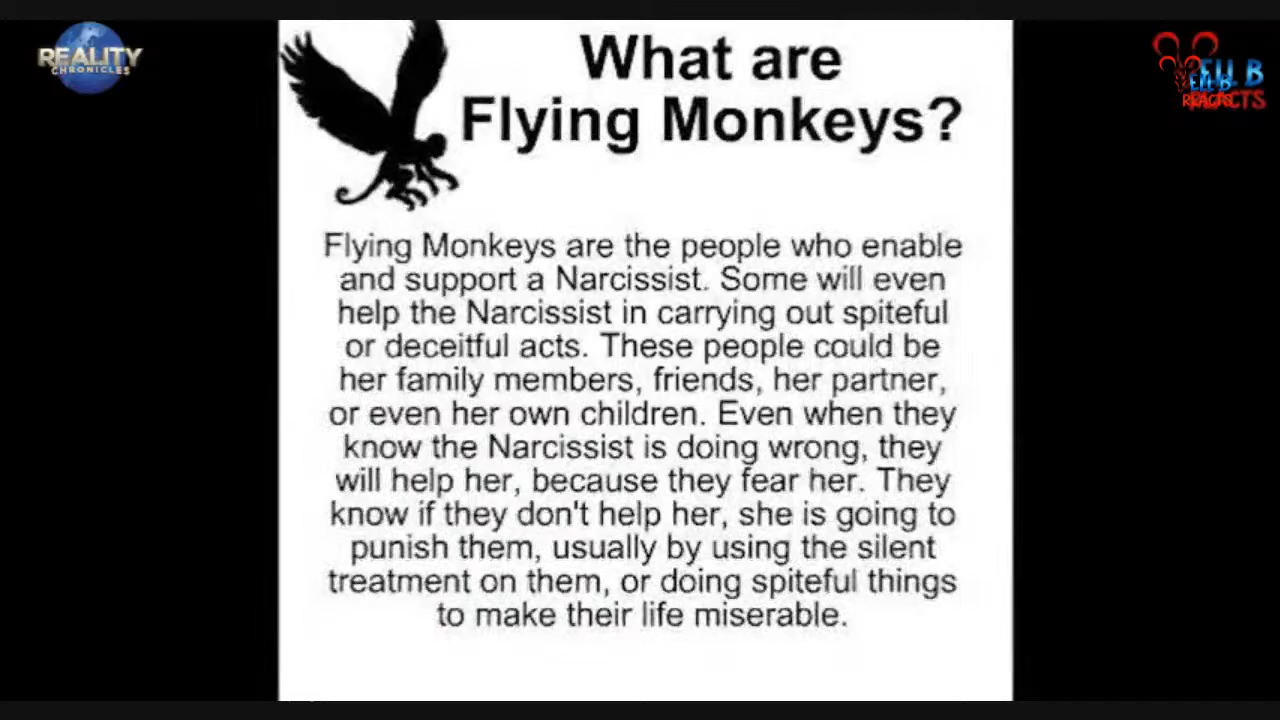 REALITY
CHRONICLES
What are
Flying Monkeys?
Flying Monkeys are the people who enable
and support a Narcissist. Some will even
help the Narcissist in carrying out spiteful
or deceitful acts. These people could be
her family members, friends, her partner,
or even her own children. Even when they
know the Narcissist is doing wrong, they
will help her, because they fear her. They
know if they don't help her, she is going to
punish them, usually by using the silent
treatment on them, or doing spiteful things
to make their life miserable.